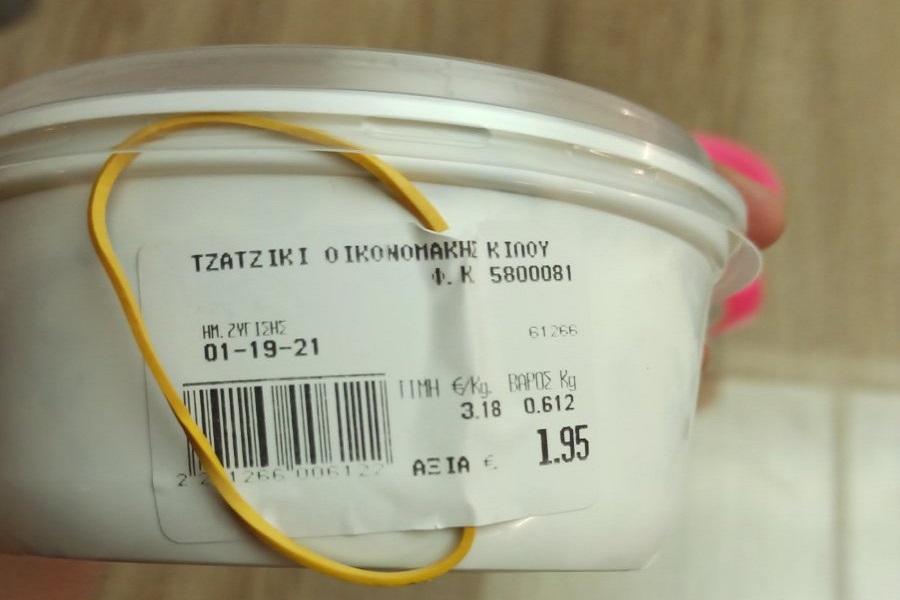 ΤΖΑΤΖΙΚΙ ΟΙΚΟΝΟΜΑΚΗΣ ΚΙΛΟΥ
Φ.Κ 5800081
ΗΜ. ΖΥΓΙΣΗΣ
61266
01-19-21
ΤΙΜΗ €/Kg. ΒΑΡΟΣ Kg
3.18 0.612
ΑΞΙΑ €. 1.95